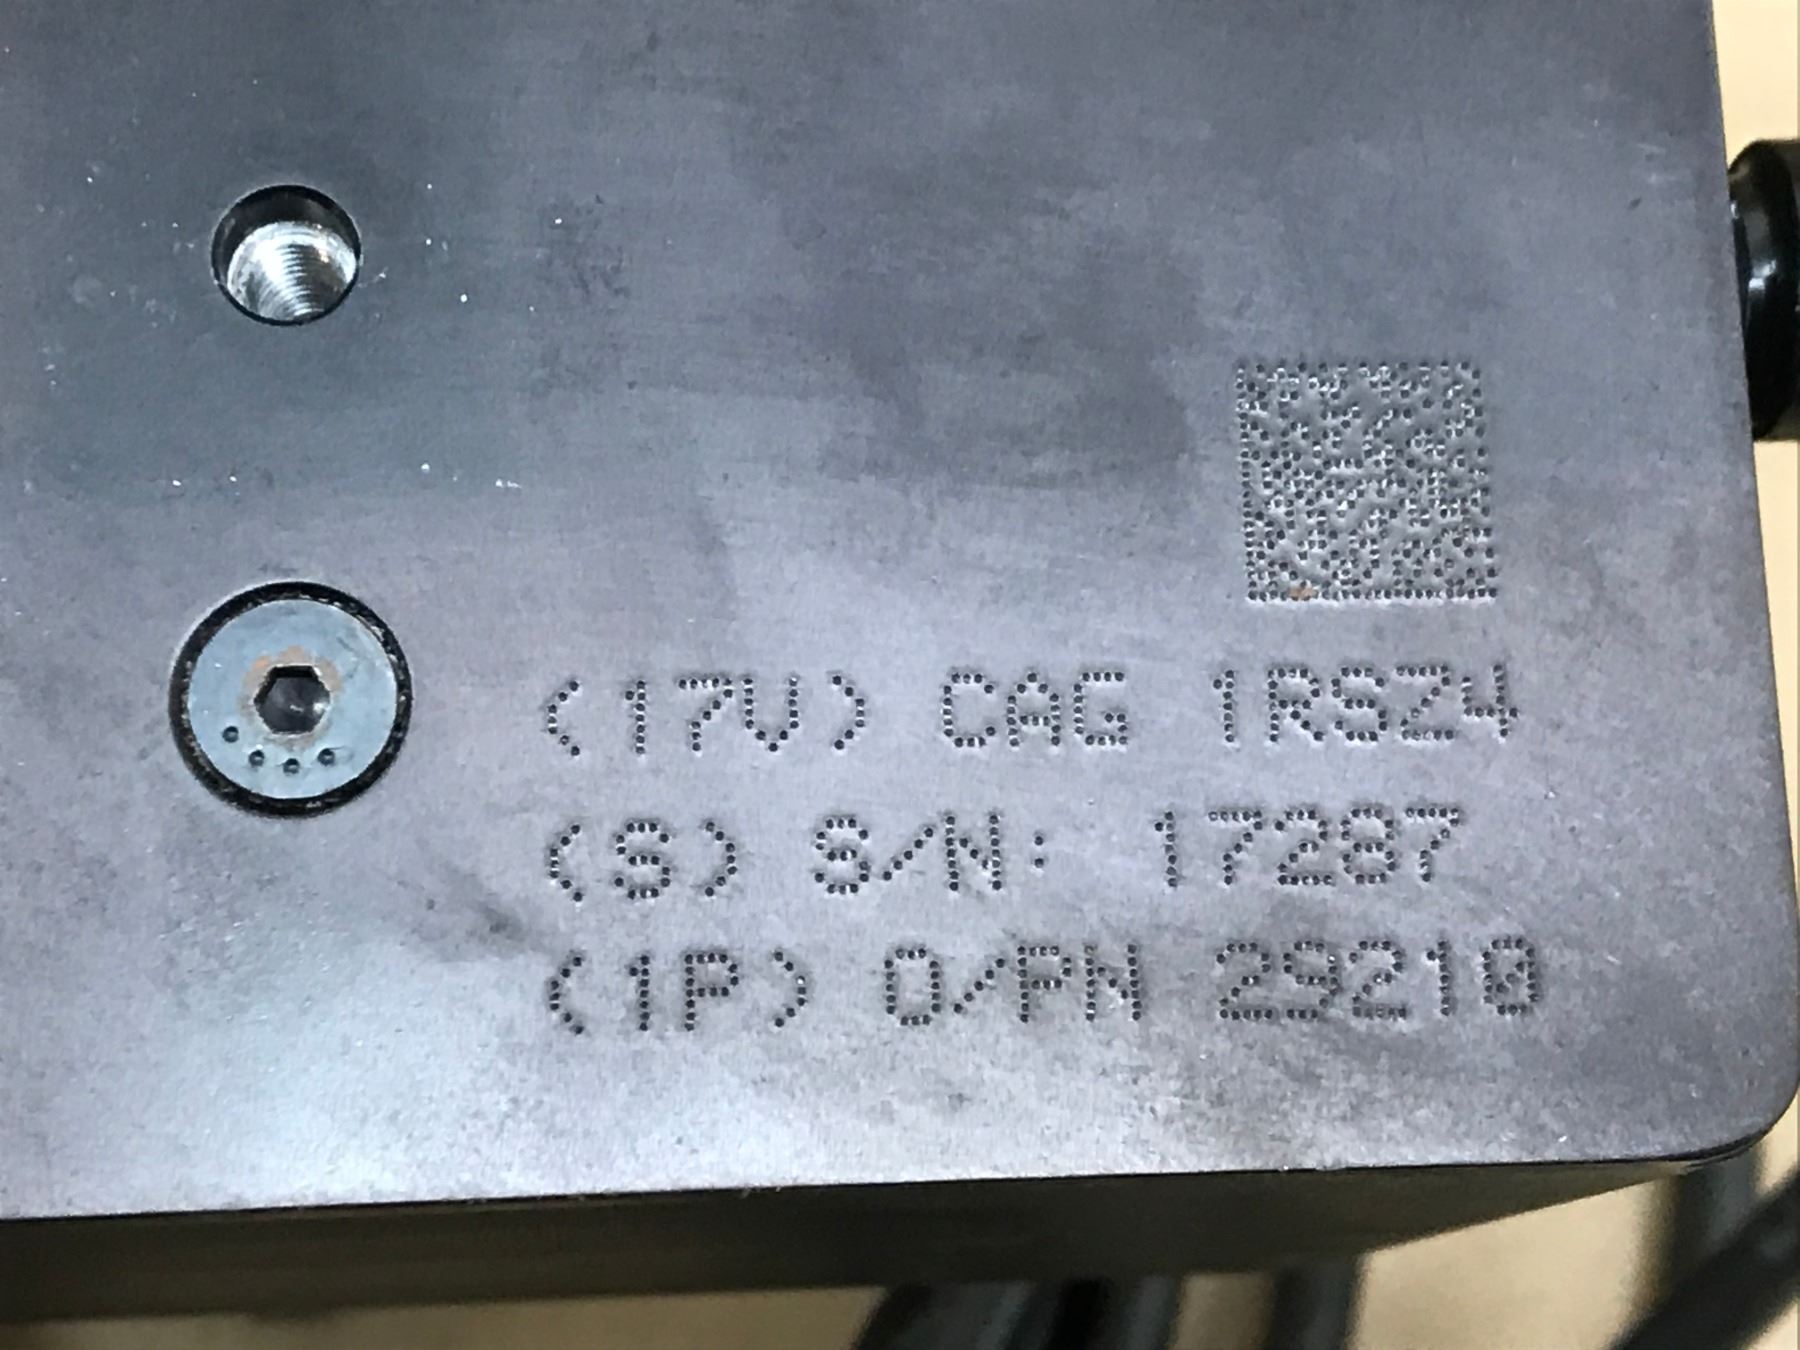 (17V) CAG 1RSZ4
(S) S/N: 17287
(1P) O/PN 29210